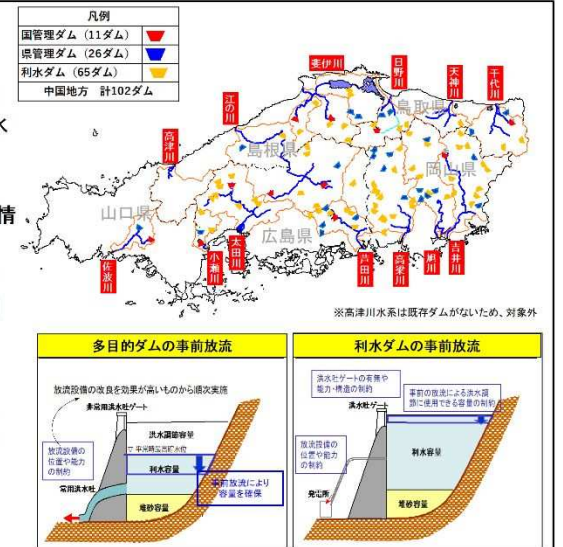 凡例
国管理ダム（11ダム）
県管理ダム（26ダム）
利水ダム（65ダム）
中国地方　計102ダム
水
情
斐伊川
日野川
天神川
千代川
江の川
高津川
鳥取県
島根県
岡山県
山口県
広島県
佐波川
小瀬川
太田川
芦田川
高梁川
旭川
吉井川
※高津川水系は既存ダムがないため、対象外
多目的ダムの事前放流
放流設備の改良を効果が高いものから順次実施
非常用洪水吐ゲート
放流設備の
位置や能力
の制約
洪水調節容量
▽平常時最高貯水位
利水容量
常用洪水吐
事前放流により
容量を確保
堆砂容量
利水ダムの事前放流
洪水吐ゲートの有無や
能力・構造の制約
事前の放流による洪水調
節に使用できる容量の制約
洪水吐ゲート
放流設備の
位置や能力
の制約
利水容量
発電所
堆砂容量